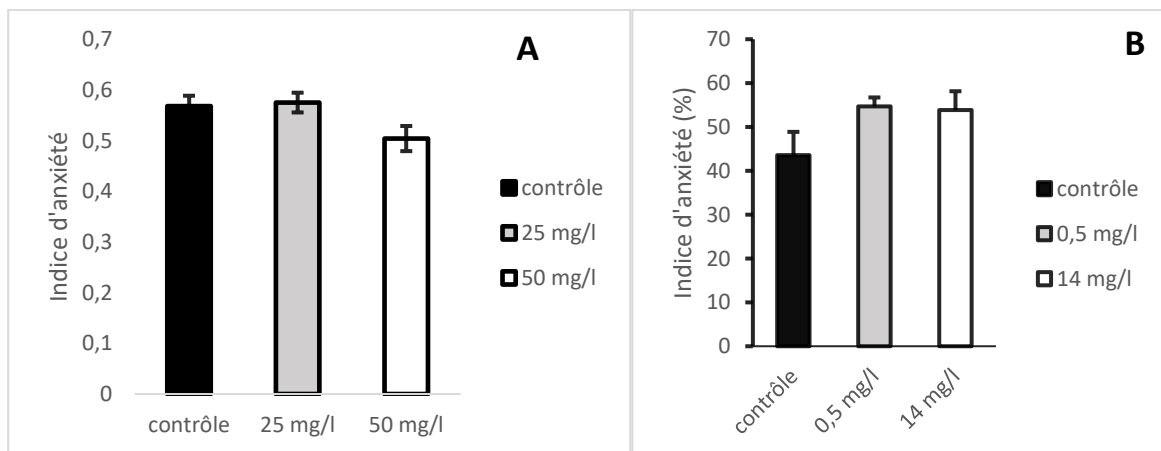 A
Indice d'anxiété
0,7
0,6
0,5
0,4
0,3
0,2
0,1
0
contrôle
25 mg/l
50 mg/l
contrôle
25 mg/l
50 mg/l
B
Indice d'anxiété (%)
70
60
50
40
30
20
10
0
contrôle
0,5 mg/l
14 mg/l
contrôle
0,5 mg/l
14 mg/l